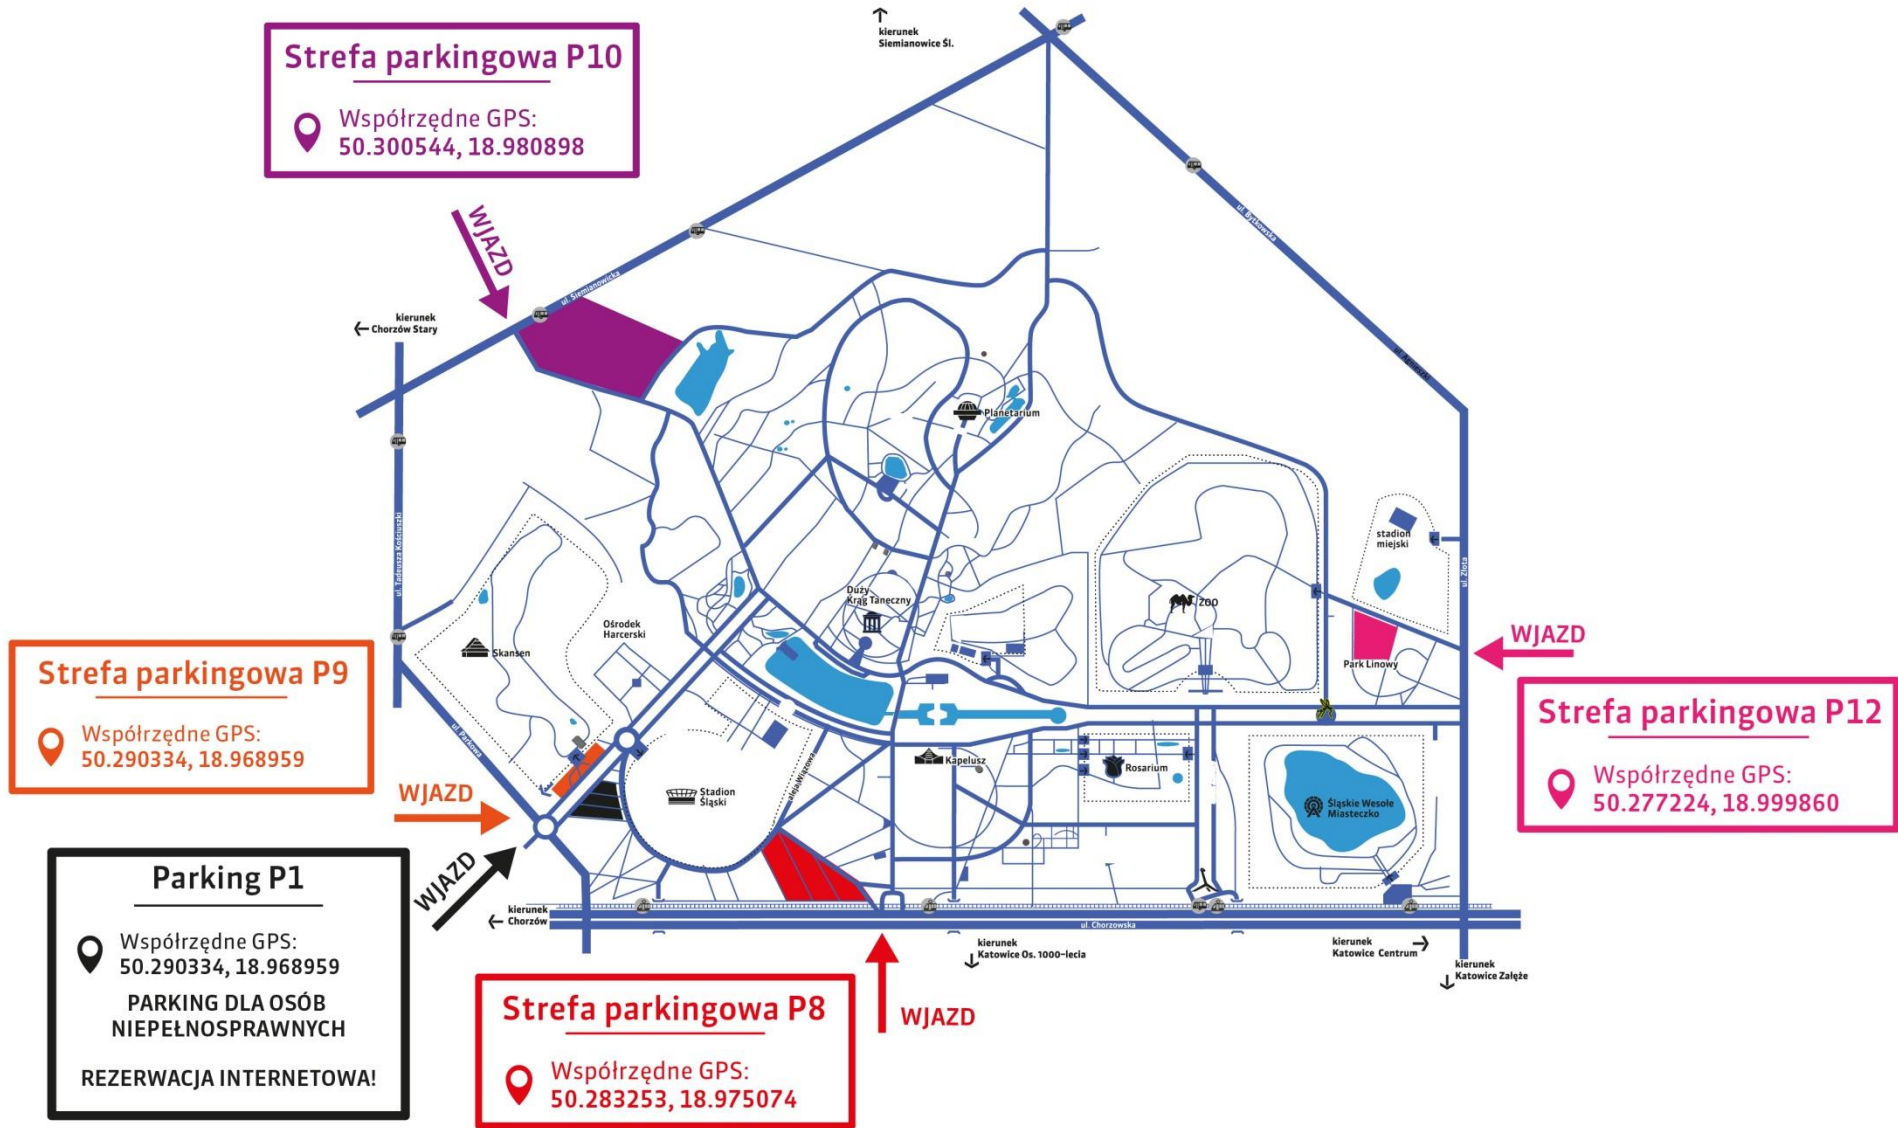 Strefa parkingowa P10
Współrzędne GPS:
50.300544, 18.980898
WJAZD
kierunek
Siemianowice Śl.
ul. Siemianowicka
ul. Bytkowska
kierunek
Chorzów Stary
ul. Agnieszki
Planetarium
ul. Tadeusza Kościuszki
stadion
miejski
ul. Złota
Duży
Krąg Taneczny
ZOO
Ośrodek
Harcerski
Skansen
Park Linowy
WJAZD
Strefa parkingowa P9
Współrzędne GPS:
50.290334, 18.968959
WJAZD
ul. Parkowa
Strefa parkingowa P12
Współrzędne GPS:
50.277224, 18.999860
aleja Wiązowa
Kapelusz
Rosarium
Stadion
Śląski
Śląskie Wesołe
Miasteczko
Parking P1
Współrzędne GPS:
50.290334, 18.968959
PARKING DLA OSÓB
NIEPEŁNOSPRAWNYCH
REZERWACJA INTERNETOWA!
WJAZD
kierunek
Chorzów
ul. Chorzowska
kierunek
Katowice Os. 1000-lecia
kierunek
Katowice Centrum
kierunek
Katowice Załęże
Strefa parkingowa P8
Współrzędne GPS:
50.283253, 18.975074
WJAZD